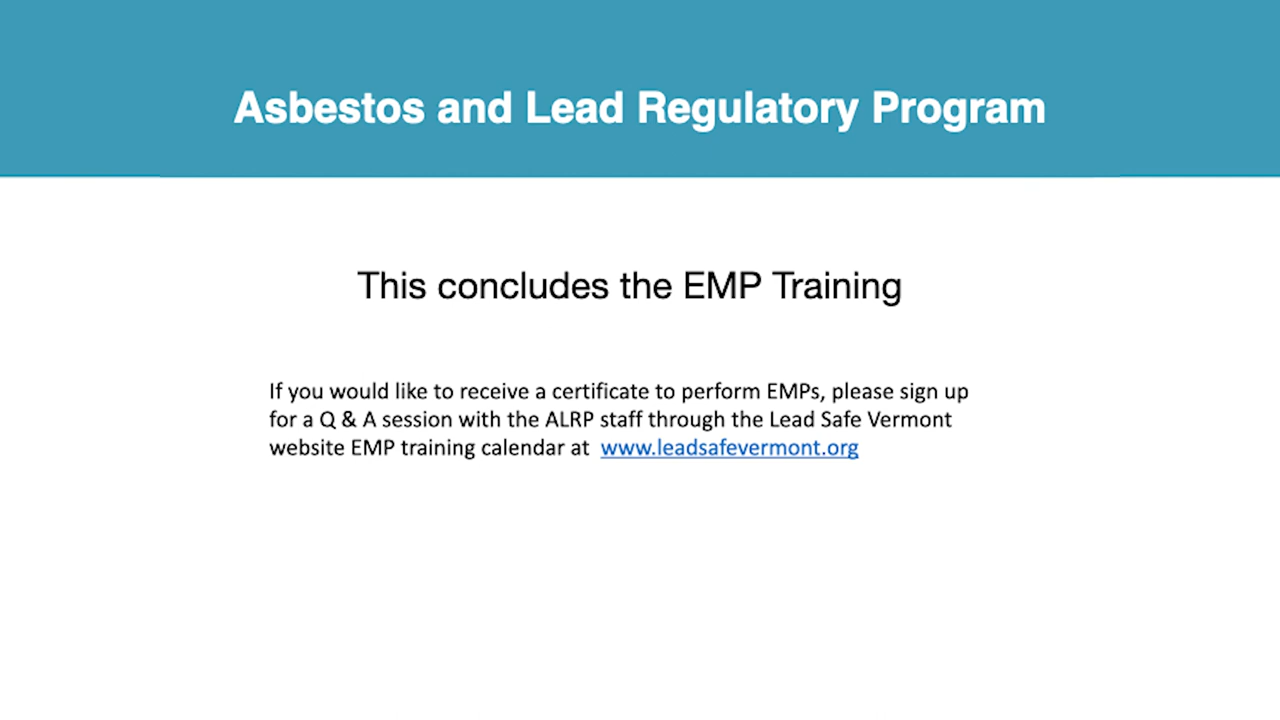 Asbestos and Lead Regulatory Program
This concludes the EMP Training
If you would like to receive a certificate to perform EMPs, please sign up
for a Q & A session with the ALRP staff through the Lead Safe Vermont
website EMP training calendar at www.leadsafevermont.org